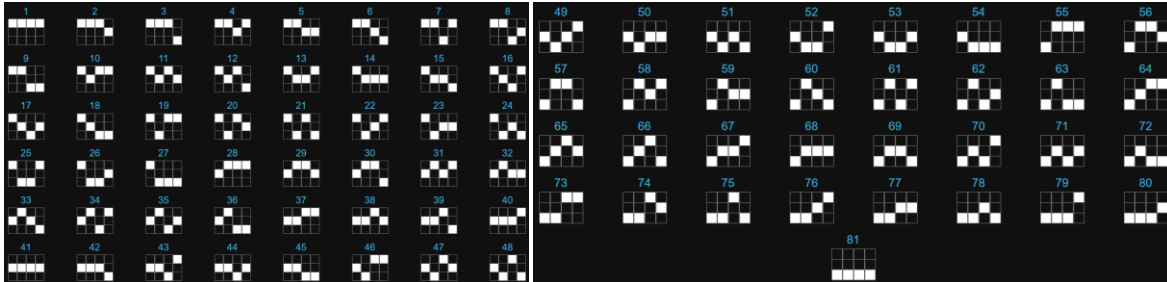 1 2 3 4 5 6 7 8
9 10 11 12 13 14 15 16
17 18 19 20 21 22 23 24
25 26 27 28 29 30 31 32
33 34 35 36 37 38 39 40
41 42 43 44 45 46 47 48
49 50 51 52 53 54 55 56
57 58 59 60 61 62 63 64
65 66 67 68 69 70 71 72
73 74 75 76 77 78 79 80
81